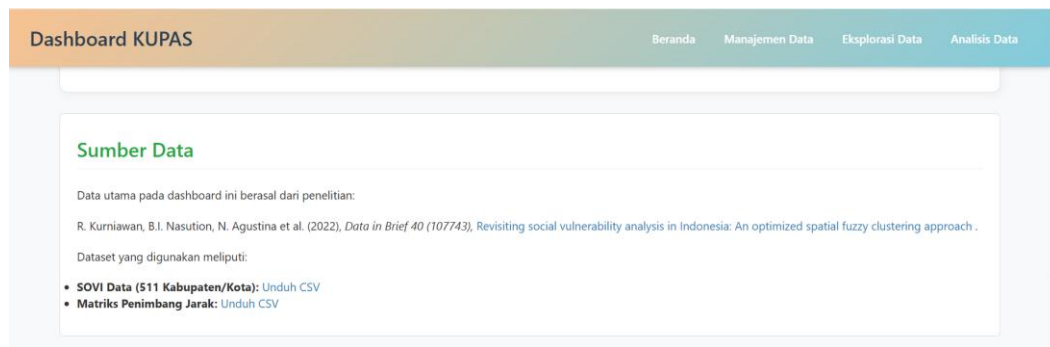 Dashboard KUPAS
Beranda Manajemen Data Eksplorasi Data Analisis Data
Sumber Data
Data utama pada dashboard ini berasal dari penelitian:
R. Kurniawan, B.I. Nasution, N. Agustina et al. (2022), Data in Brief 40 (107743), Revisiting social vulnerability analysis in Indonesia: An optimized spatial fuzzy clustering approach .
Dataset yang digunakan meliputi:
• SOVI Data (511 Kabupaten/Kota): Unduh CSV
• Matriks Penimbang Jarak: Unduh CSV